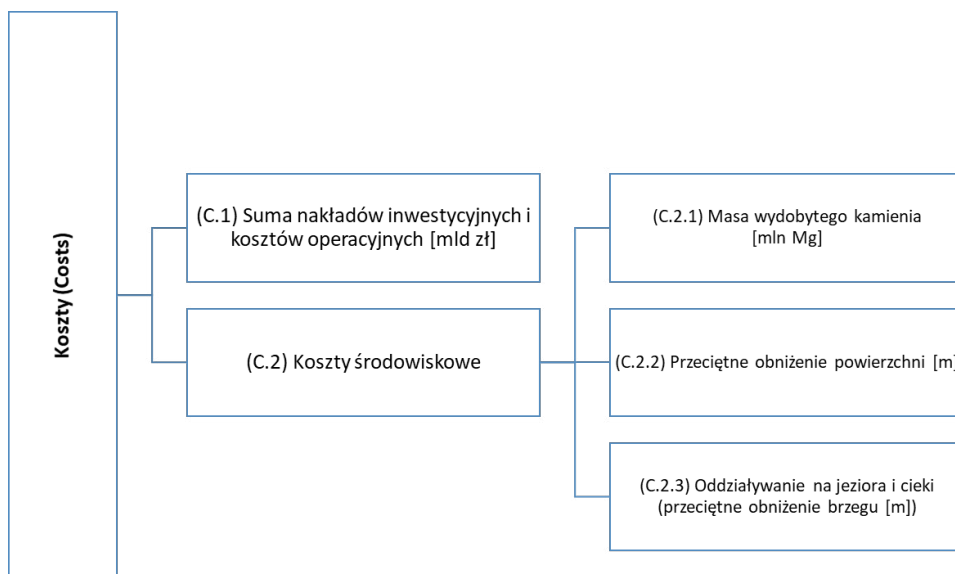 Koszty (Costs)
(C.1) Suma nakładów inwestycyjnych i
kosztów operacyjnych [mld zł]
(C.2) Koszty środowiskowe
(C.2.1) Masa wydobytego kamienia
[mln Mg]
(C.2.2) Przeciętne obniżenie powierzchni [m]
(C.2.3) Oddziaływanie na jeziora i cieki
(przeciętne obniżenie brzegu [m])